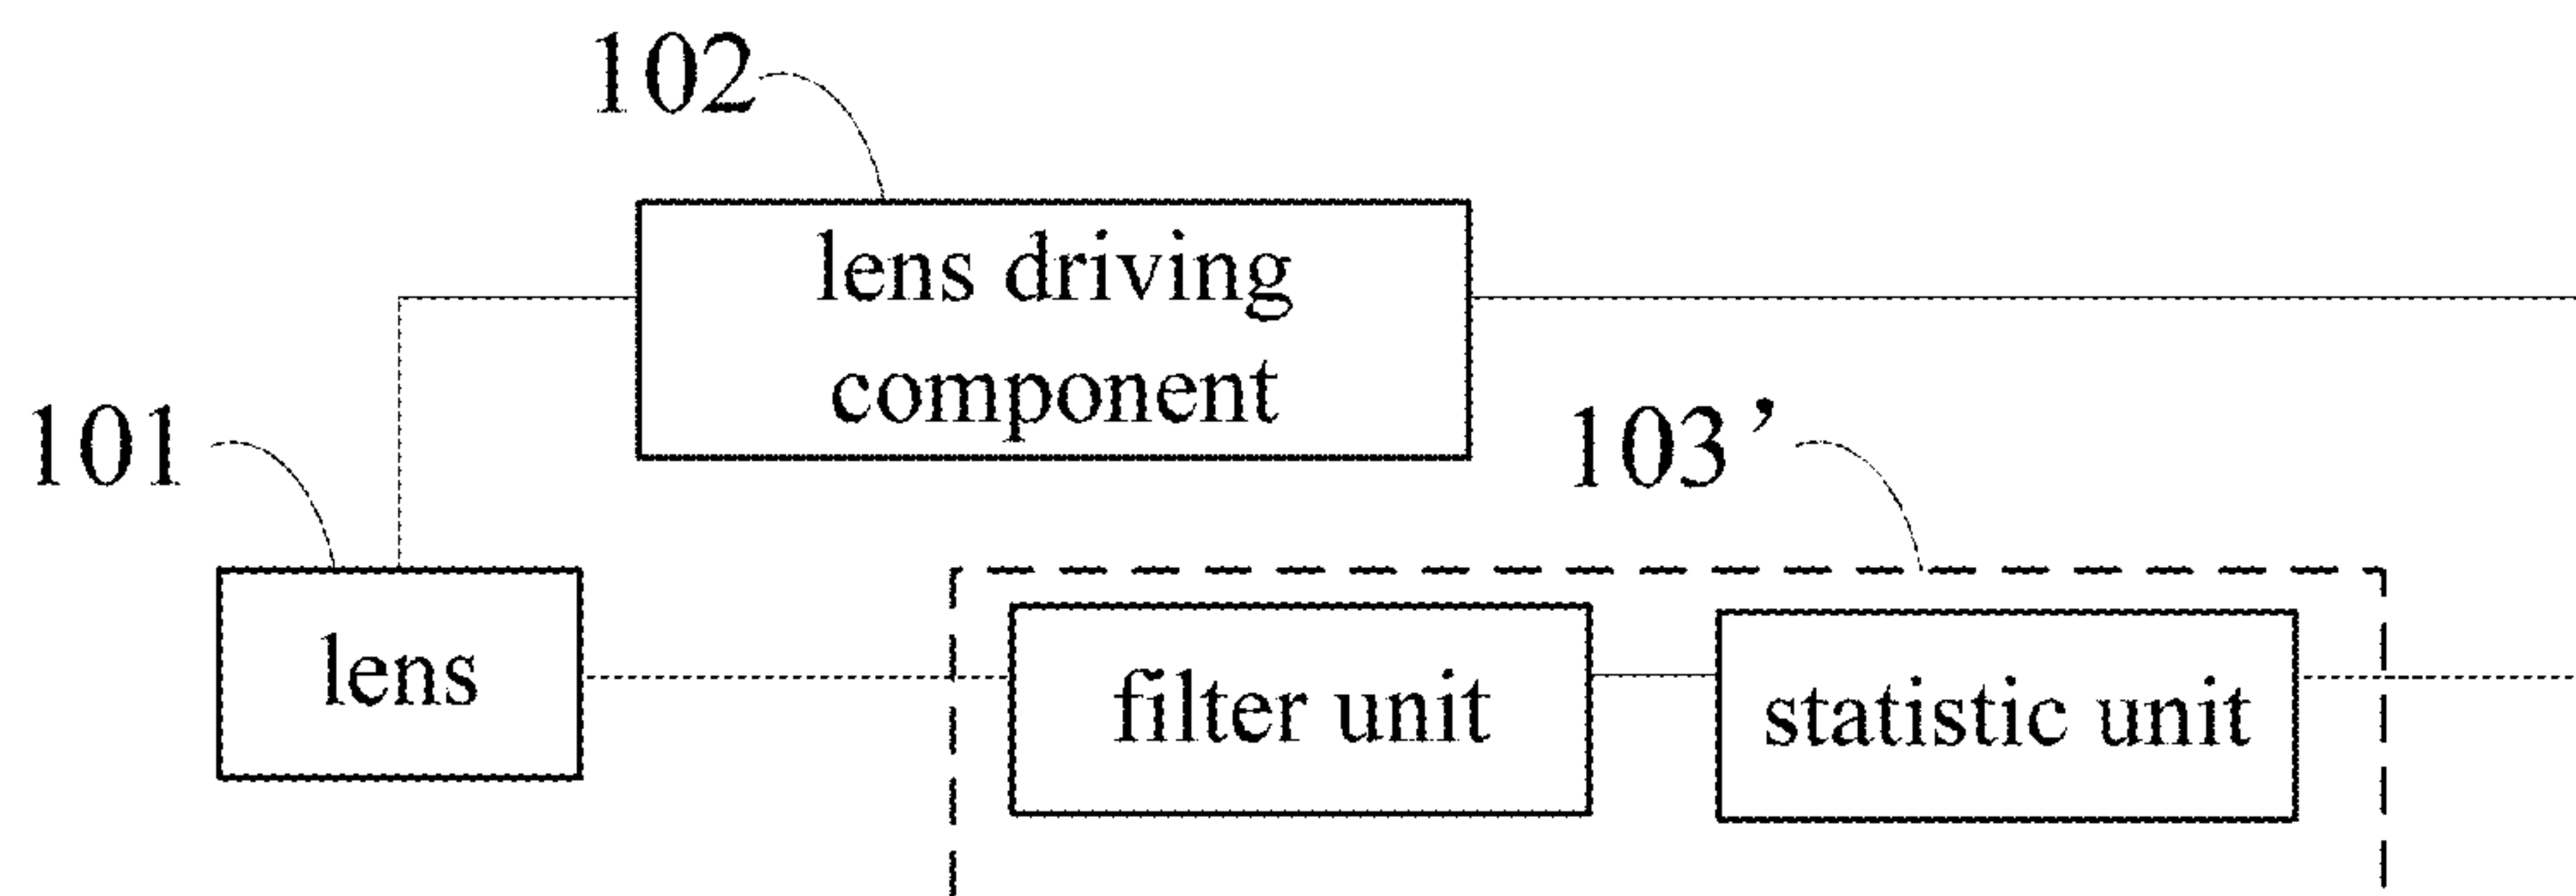 102
lens driving
component
101
103’
lens
filter unit
statistic unit